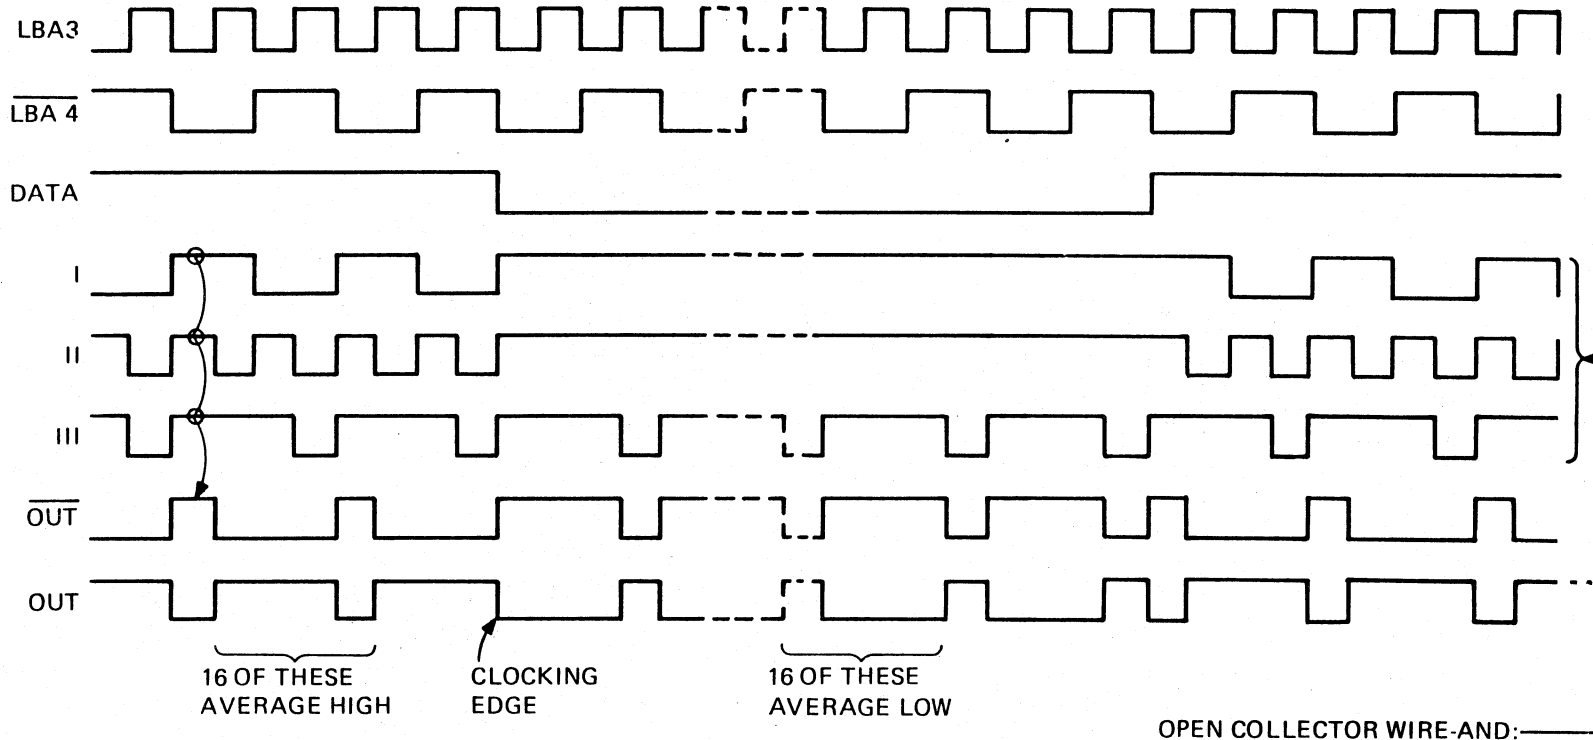 LBA3
LBA 4
DATA
I
II
III
OUT
OUT
16 OF THESE
AVERAGE HIGH
CLOCKING
EDGE
16 OF THESE
AVERAGE LOW
OPEN COLLECTOR WIRE-AND: